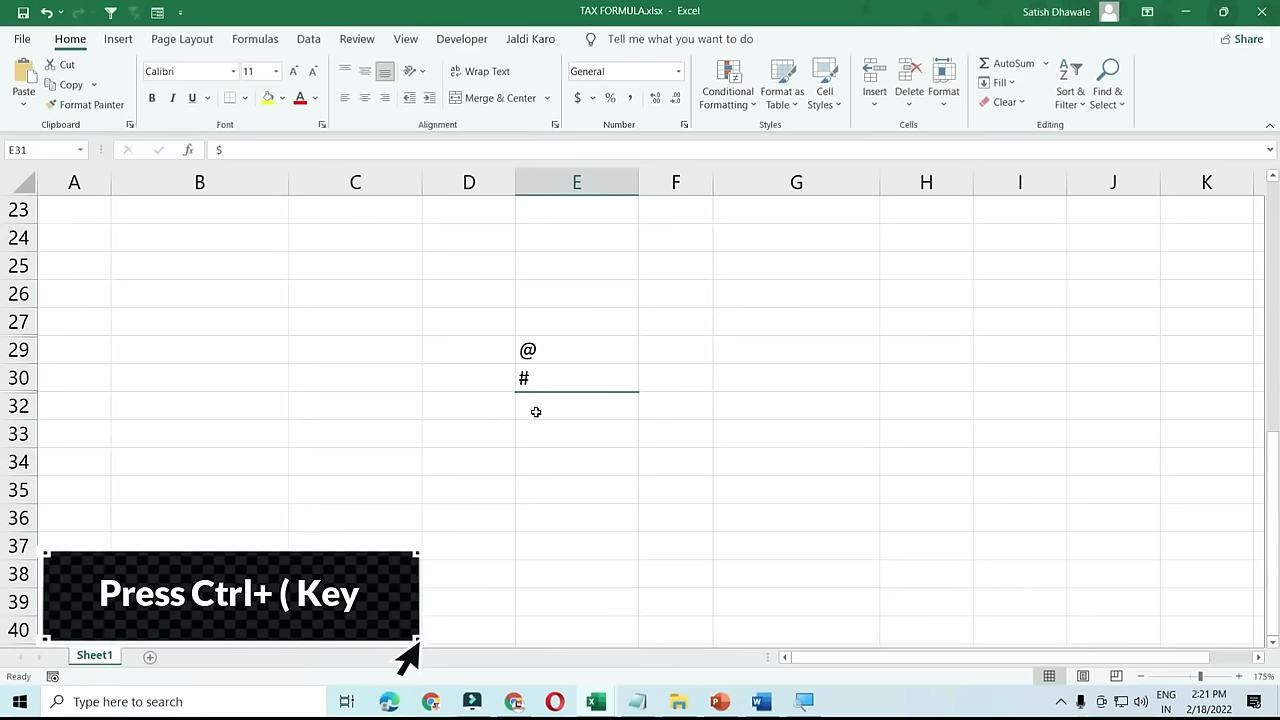 TAX FORMULA.xlsx - Excel
Satish Dhawale
File Home Insert Page Layout Formulas Data Review View Developer Jaldi Karo Tell me what you want to do Share
Paste
Cut
Copy
Format Painter
Clipboard
Calibri 11
B I U A
Font
Wrap Text
Merge & Center
Alignment
General
$ % ,
Number
Conditional Formatting
Format as Table
Cell Styles
Styles
Insert
Delete
Format
Cells
AutoSum
Fill
Clear
Sort & Filter
Find & Select
Editing
E31 fx $
A B C D E F G H I J K
23
24
25
26
27
29 @
30 #
32
33
34
35
36
37
38
39
40
Press Ctrl+ ( Key
Sheet1
Ready 175%
Type here to search
ENG
IN
2:21 PM
2/18/2022